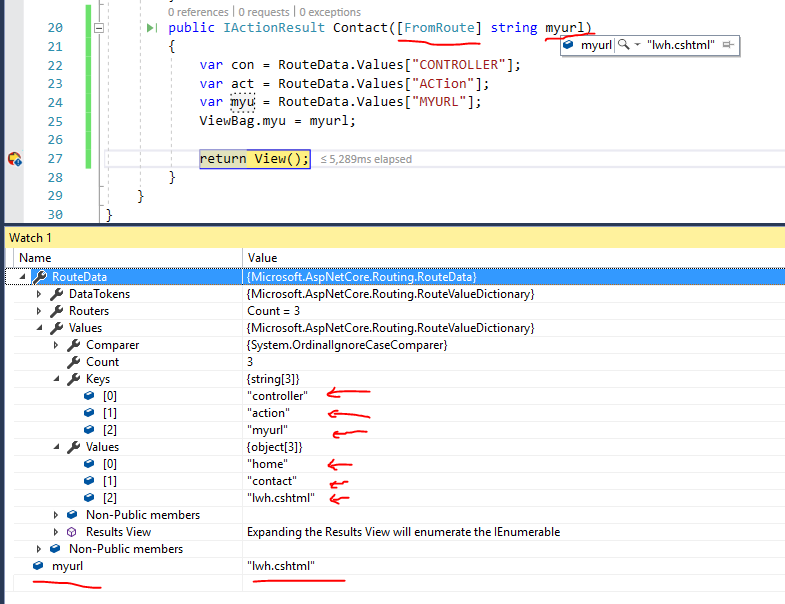 0 references | 0 requests | 0 exceptions
20 public IActionResult Contact([FromRoute] string myurl)
21 {
myurl "lwh.cshtml"
22 var con = RouteData.Values["CONTROLLER"];
23 var act = RouteData.Values["ACTion"];
24 var myu = RouteData.Values["MYURL"];
25 ViewBag.myu = myurl;
26
27 return View(); ≤ 5,289ms elapsed
28 }
29 }
30 }
Watch 1
Name Value
RouteData {Microsoft.AspNetCore.Routing.RouteData}
DataTokens {Microsoft.AspNetCore.Routing.RouteValueDictionary}
Routers Count = 3
Values {Microsoft.AspNetCore.Routing.RouteValueDictionary}
Comparer {System.OrdinalIgnoreCaseComparer}
Count 3
Keys {string[3]}
[0] "controller"
[1] "action"
[2] "myurl"
Values {object[3]}
[0] "home"
[1] "contact"
[2] "lwh.cshtml"
Non-Public members
Results View Expanding the Results View will enumerate the IEnumerable
Non-Public members
myurl "lwh.cshtml"